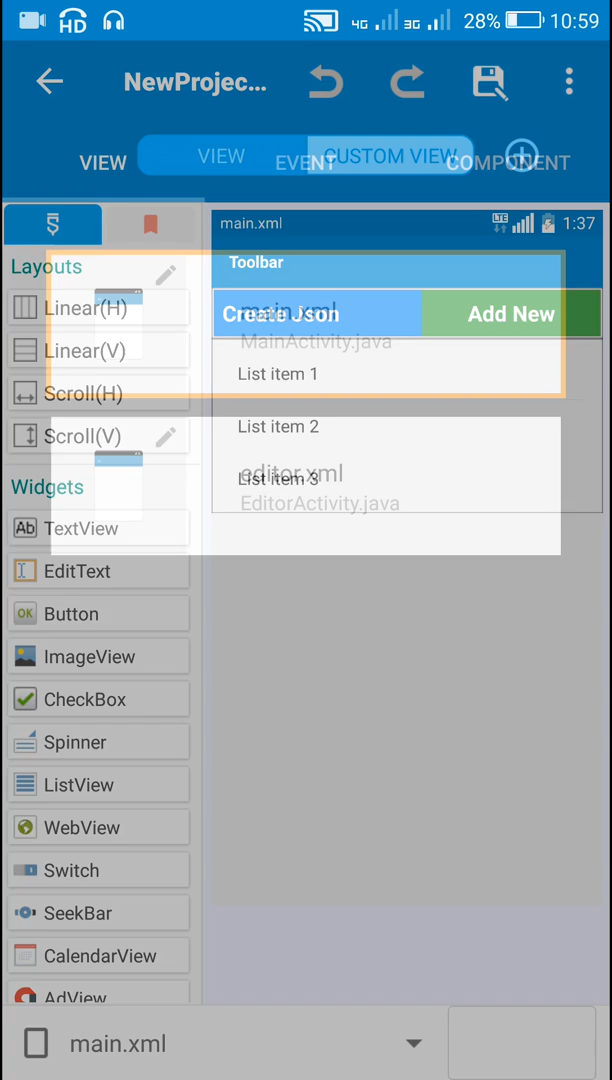 HD 4G 3G 28% 10:59
NewProjec...
VIEW VIEW EVENT CUSTOM VIEW COMPONENT
main.xml LTE 1:37
Toolbar
Layouts
Linear(H)
Linear(V)
Scroll(H)
Scroll(V)
Widgets
Ab TextView
EditText
OK Button
ImageView
CheckBox
Spinner
ListView
WebView
Switch
SeekBar
CalendarView
AdView
Create Json Add New
main.xml
MainActivity.java
List item 1
List item 2
List item 3
editor.xml
EditorActivity.java
main.xml